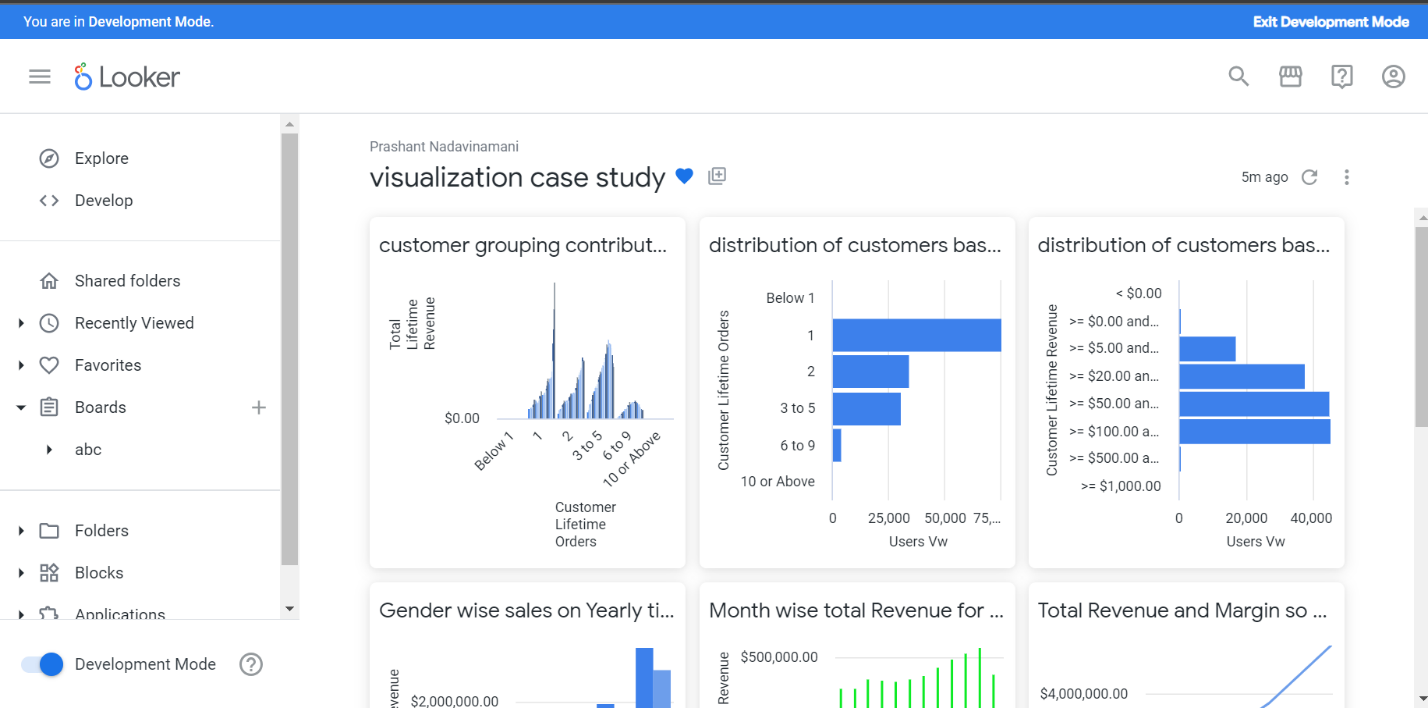 You are in Development Mode.
Exit Development Mode
Looker
Explore
Develop
Shared folders
Recently Viewed
Favorites
Boards
abc
Folders
Blocks
Applications
Development Mode
Prashant Nadavinamani
visualization case study
5m ago
customer grouping contribut...
Total
Lifetime
Revenue
$0.00
Below 1
1
2
3 to 5
6 to 9
10 or Above
Customer
Lifetime
Orders
distribution of customers bas...
Customer Lifetime Orders
Below 1
1
2
3 to 5
6 to 9
10 or Above
0 25,000 50,000 75,...
Users Vw
distribution of customers bas...
Customer Lifetime Revenue
< $0.00
>= $0.00 and...
>= $5.00 and...
>= $20.00 an...
>= $50.00 an...
>= $100.00 a...
>= $500.00 a...
>= $1,000.00
0 20,000 40,000
Users Vw
Gender wise sales on Yearly ti...
evenue
$2,000,000.00
Month wise total Revenue for ...
Revenue
$500,000.00
Total Revenue and Margin so ...
$4,000,000.00